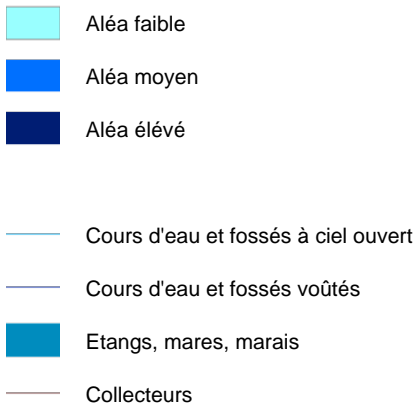 Aléa faible
Aléa moyen
Aléa élévé
Cours d'eau et fossés à ciel ouvert
Cours d'eau et fossés voûtés
Etangs, mares, marais
Collecteurs